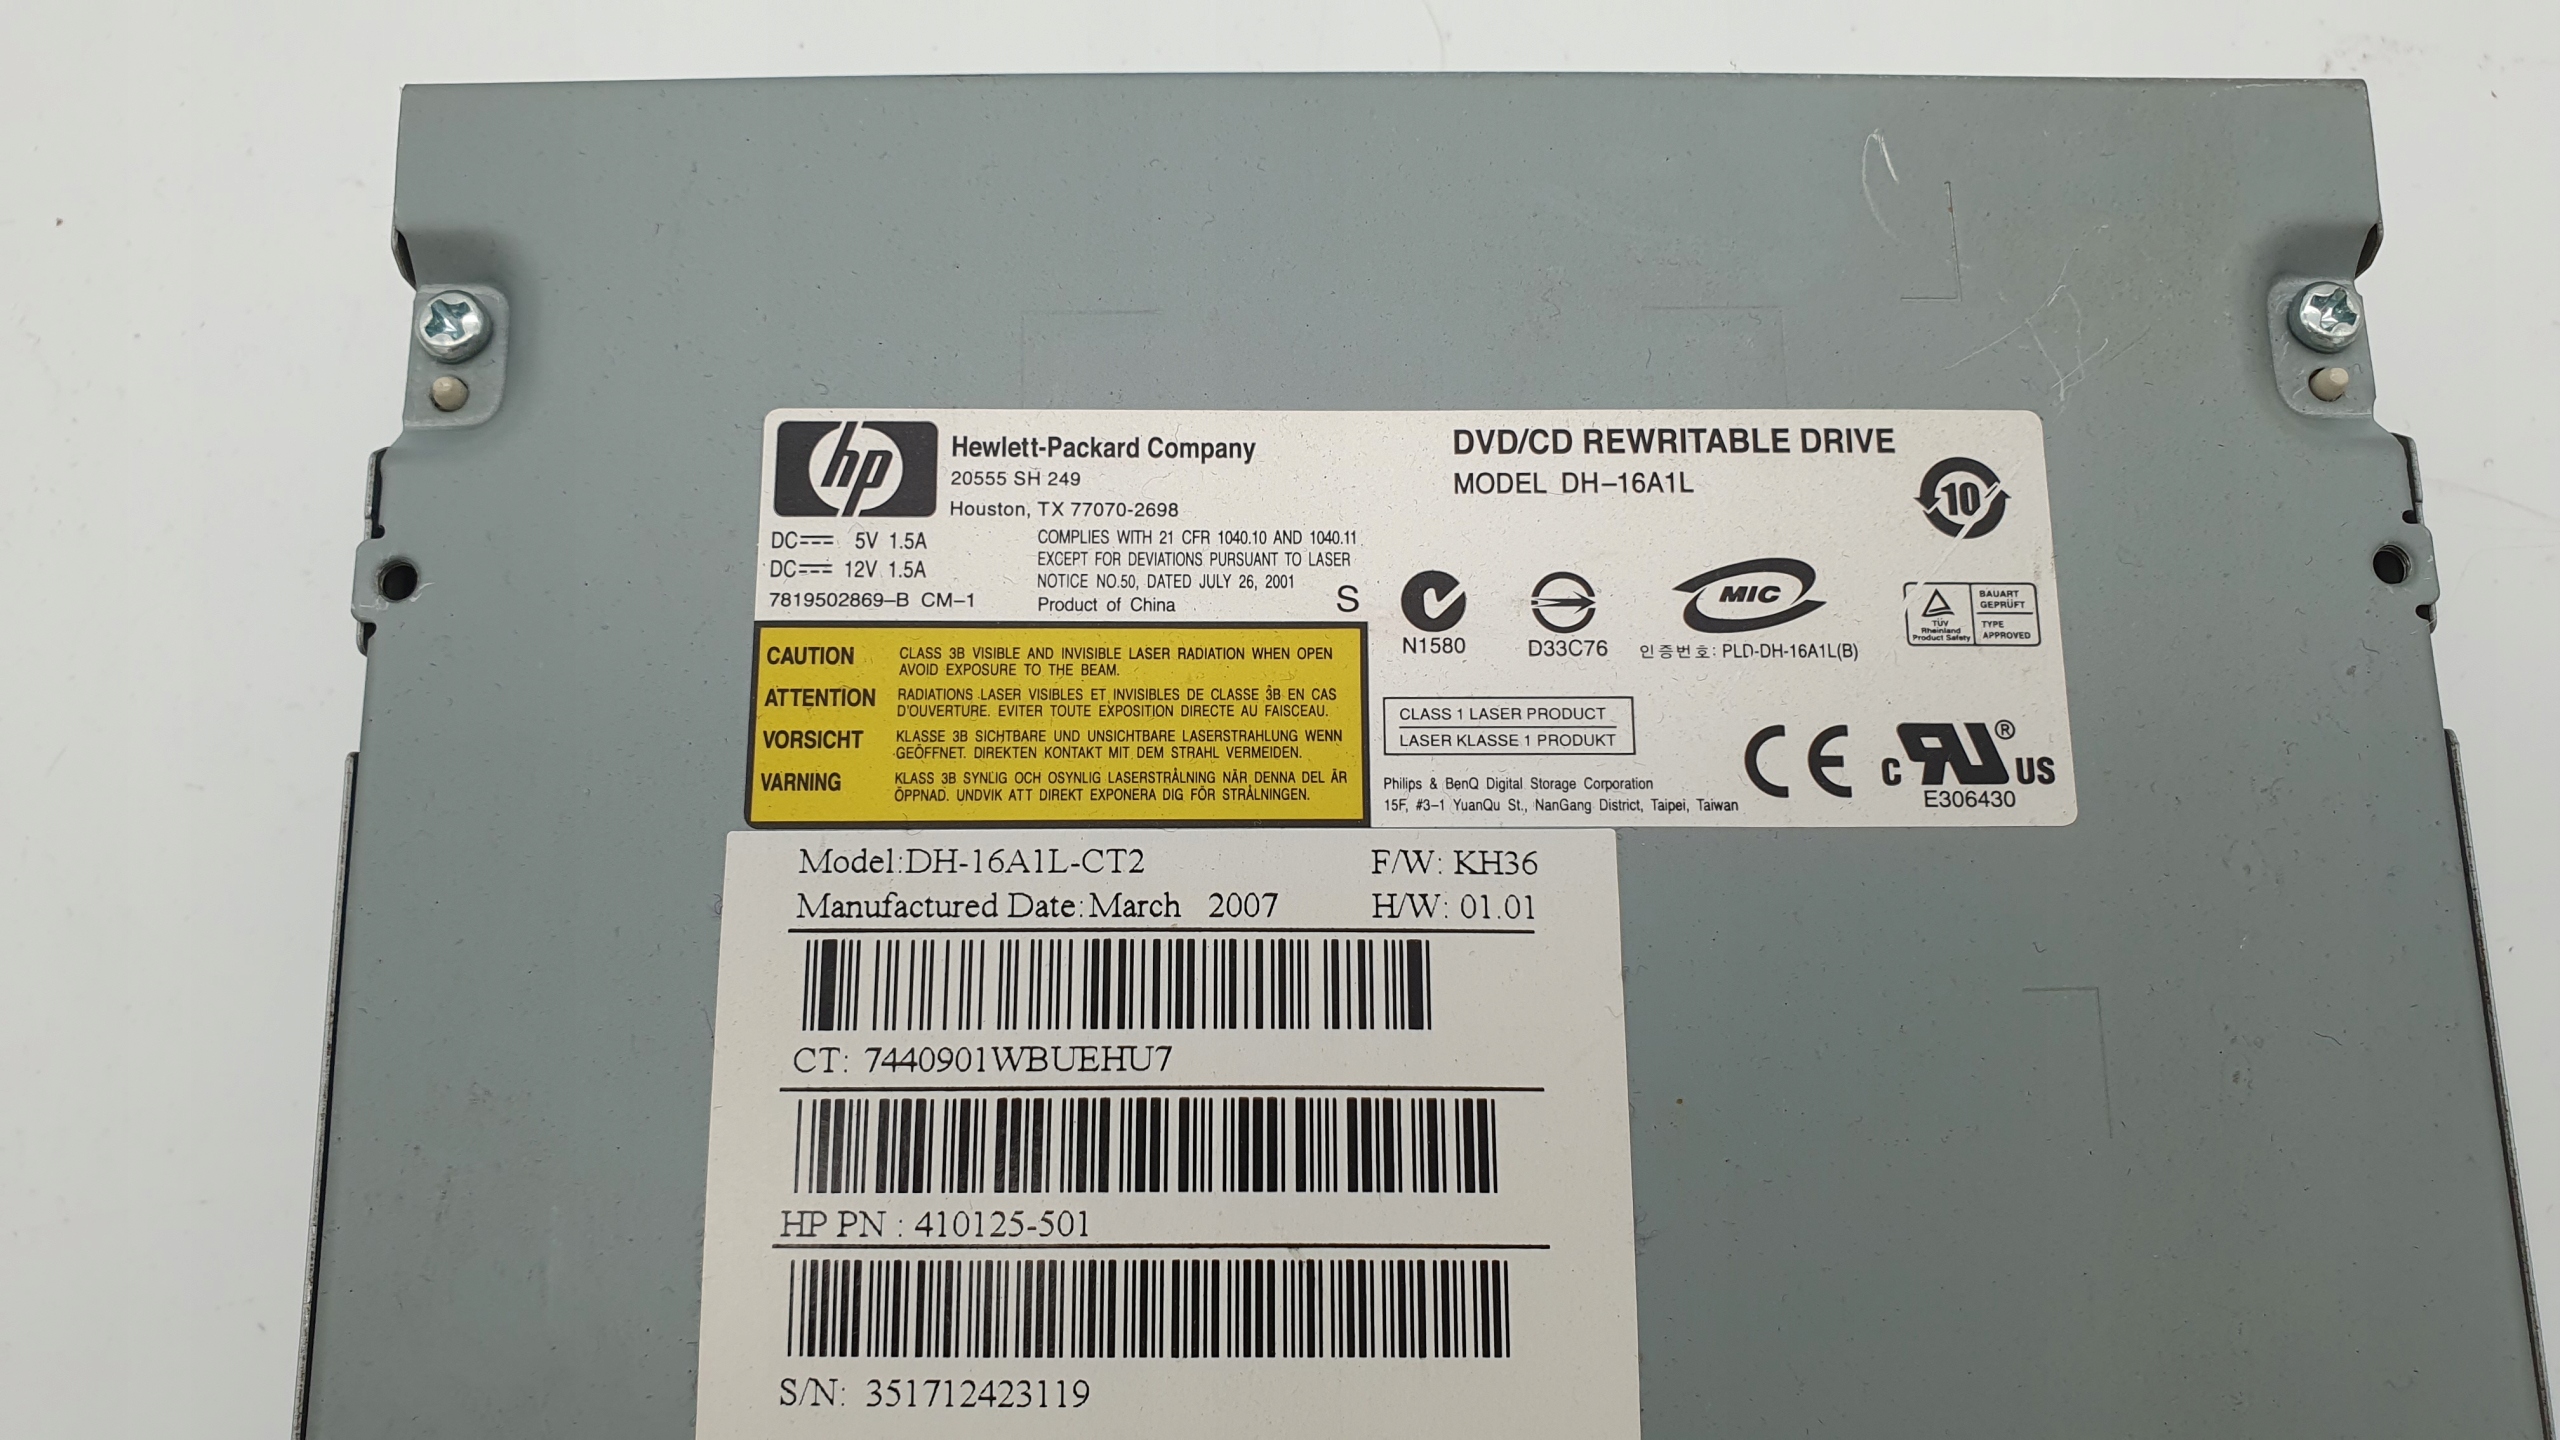 hp
Hewlett-Packard Company
20555 SH 249
Houston, TX 77070-2698
DC 5V 1.5A
DC 12V 1.5A
7819502869-B CM-1
COMPLIES WITH 21 CFR 1040.10 AND 1040.11
EXCEPT FOR DEVIATIONS PURSUANT TO LASER
NOTICE NO.50, DATED JULY 26, 2001
Product of China
S
DVD/CD REWRITABLE DRIVE
MODEL DH-16A1L
10
N1580
D33C76
MIC
인증번호: PLD-DH-16A1L(B)
TÜV
Rheinland
Product Safety
BAUART
GEPRÜFT
TYPE
APPROVED
CAUTION CLASS 3B VISIBLE AND INVISIBLE LASER RADIATION WHEN OPEN
AVOID EXPOSURE TO THE BEAM.
ATTENTION RADIATIONS LASER VISIBLES ET INVISIBLES DE CLASSE 3B EN CAS
D'OUVERTURE. EVITER TOUTE EXPOSITION DIRECTE AU FAISCEAU.
VORSICHT KLASSE 3B SICHTBARE UND UNSICHTBARE LASERSTRAHLUNG WENN
GEÖFFNET. DIREKTEN KONTAKT MIT DEM STRAHL VERMEIDEN.
VARNING KLASS 3B SYNLIG OCH OSYNLIG LASERSTRÅLNING NÄR DENNA DEL ÄR
ÖPPNAD. UNDVIK ATT DIREKT EXPONERA DIG FÖR STRÅLNINGEN.
CLASS 1 LASER PRODUCT
LASER KLASSE 1 PRODUKT
Philips & BenQ Digital Storage Corporation
15F, #3-1 YuanQu St., NanGang District, Taipei, Taiwan
CE
c RU ® US
E306430
Model:DH-16A1L-CT2 F/W: KH36
Manufactured Date: March 2007 H/W: 01.01
CT: 7440901WBUEHU7
HP PN : 410125-501
S/N: 351712423119